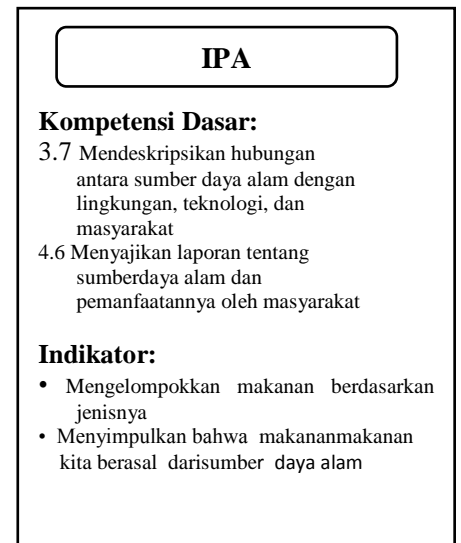 IPA
Kompetensi Dasar:
3.7 Mendeskripsikan hubungan
antara sumber daya alam dengan
lingkungan, teknologi, dan
masyarakat
4.6 Menyajikan laporan tentang
sumberdaya alam dan
pemanfaatannya oleh masyarakat
Indikator:
• Mengelompokkan makanan berdasarkan
jenisnya
• Menyimpulkan bahwa makananmakanan
kita berasal darisumber daya alam